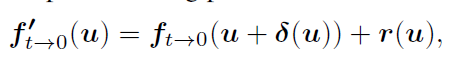 f′ₜ→₀(u) = fₜ→₀(u + δ(u)) + r(u),